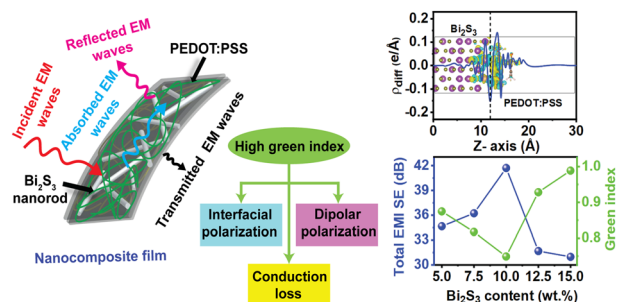 Reflected EM
waves
PEDOT:PSS
Incident EM
waves
Absorbed EM
waves
Transmitted EM waves
Bi₂S₃
nanorod
Nanocomposite film
High green index
Interfacial
polarization
Dipolar
polarization
Conduction
loss
Bi₂S₃
PEDOT:PSS
ρdiff (e/Å)
0.2
0.1
0.0
-0.1
-0.2
0
10
20
30
Z- axis (Å)
Total EMI SE (dB)
42
39
36
33
30
Green index
1.0
0.9
0.8
5.0
7.5
10.0
12.5
15.0
Bi₂S₃ content (wt.%)